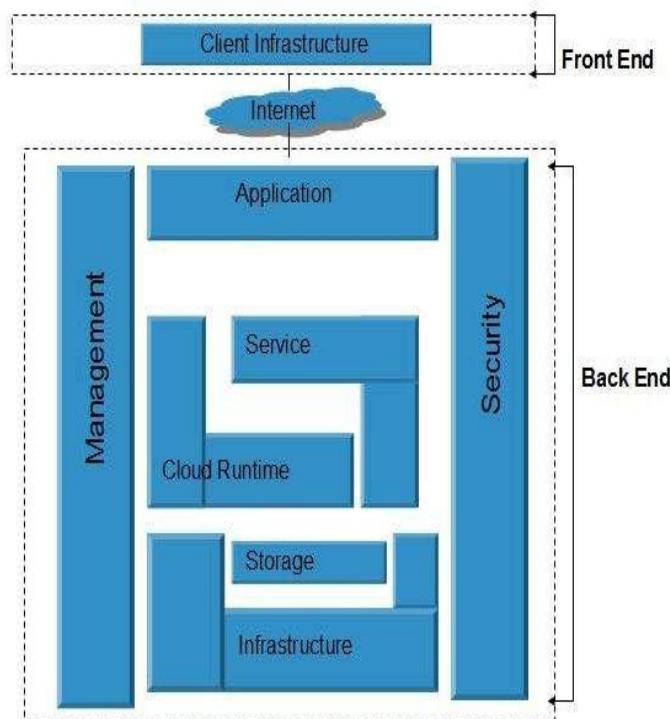 Client Infrastructure
Front End
Internet
Application
Management
Security
Service
Back End
Cloud Runtime
Storage
Infrastructure